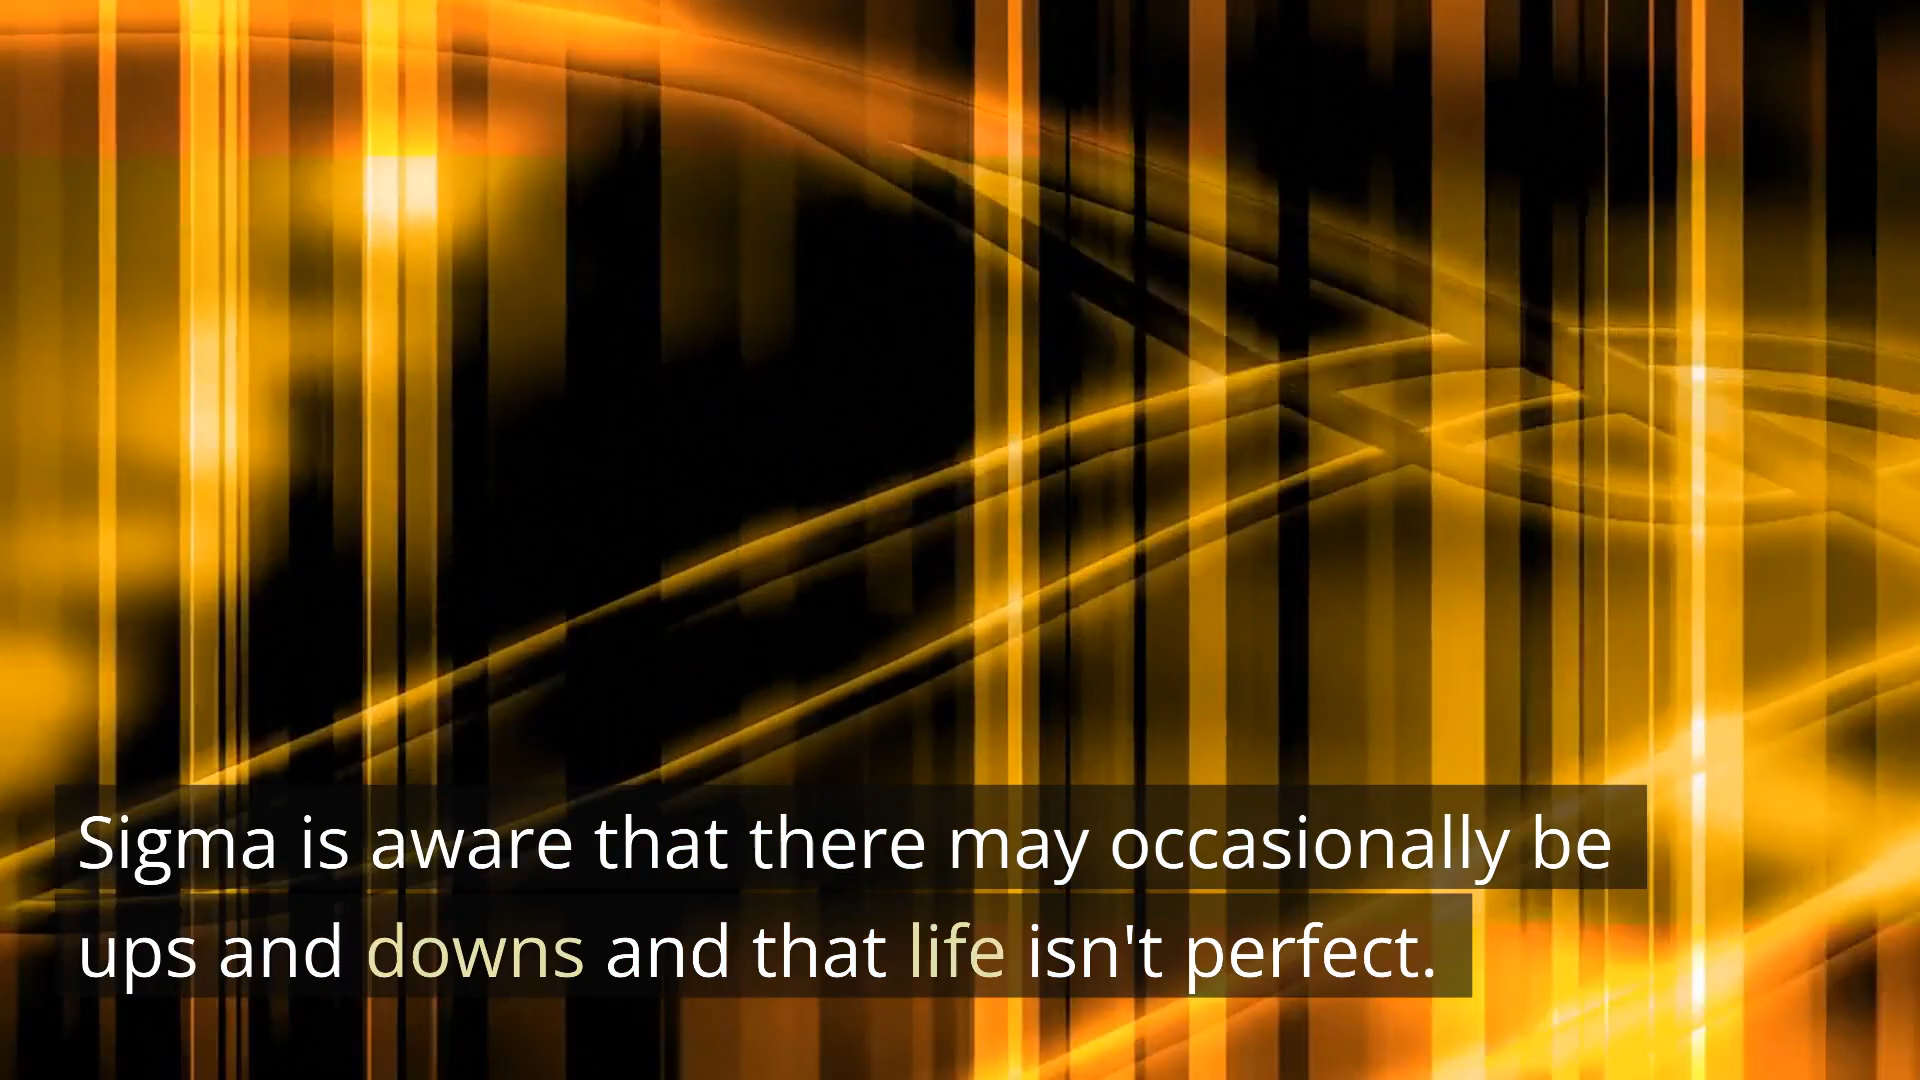 Sigma is aware that there may occasionally be
ups and downs and that life isn't perfect.